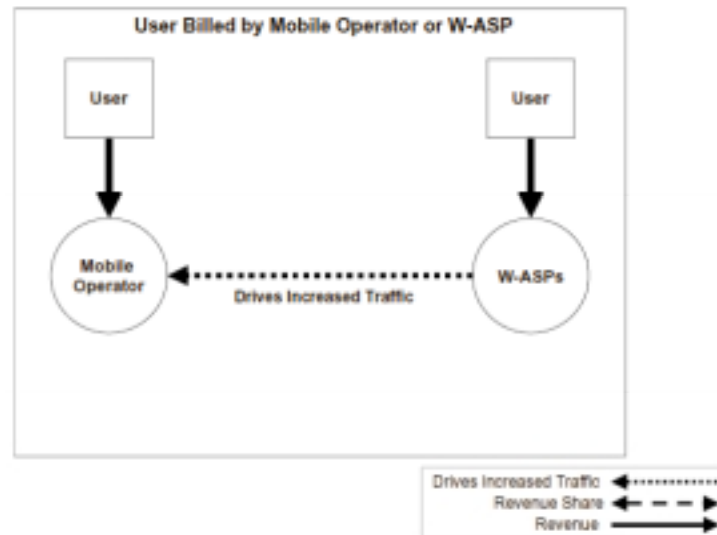 User Billed by Mobile Operator or W-ASP
User
User
Mobile
Operator
W-ASPs
Drives Increased Traffic
Drives Increased Traffic
Revenue Share
Revenue